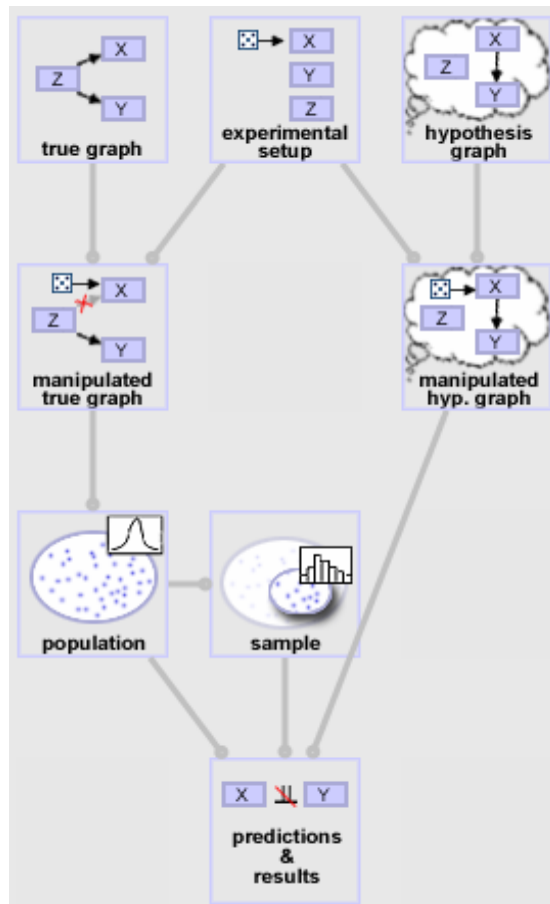 X
Z
Y
true graph
X
Y
Z
experimental
setup
X
Z
Y
hypothesis
graph
X
Z
Y
manipulated
true graph
X
Z
Y
manipulated
hyp. graph
population
sample
X Y
predictions
&
results